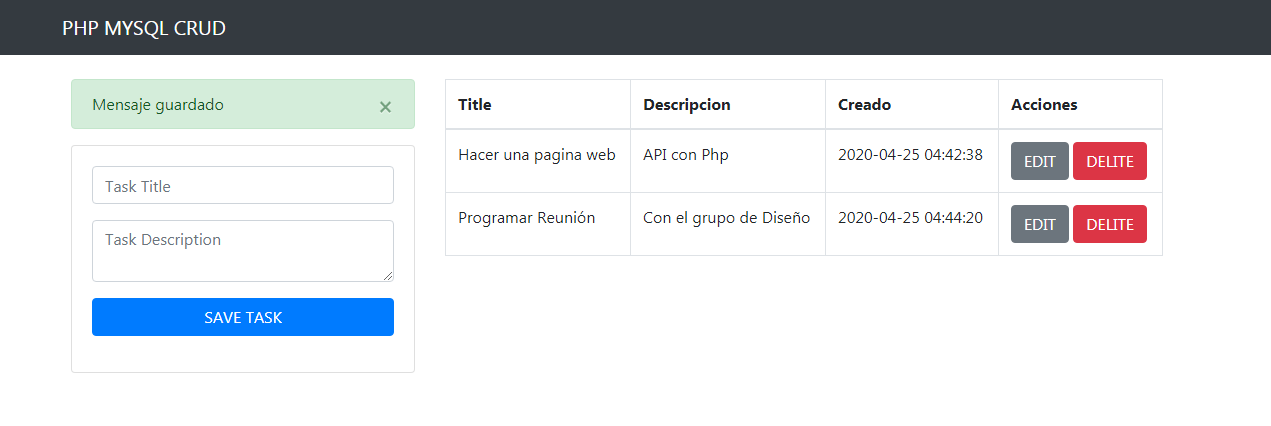 PHP MYSQL CRUD
Mensaje guardado ×
Task Title
Task Description
SAVE TASK
Title Descripcion Creado Acciones
Hacer una pagina web API con Php 2020-04-25 04:42:38 EDIT DELITE
Programar Reunión Con el grupo de Diseño 2020-04-25 04:44:20 EDIT DELITE